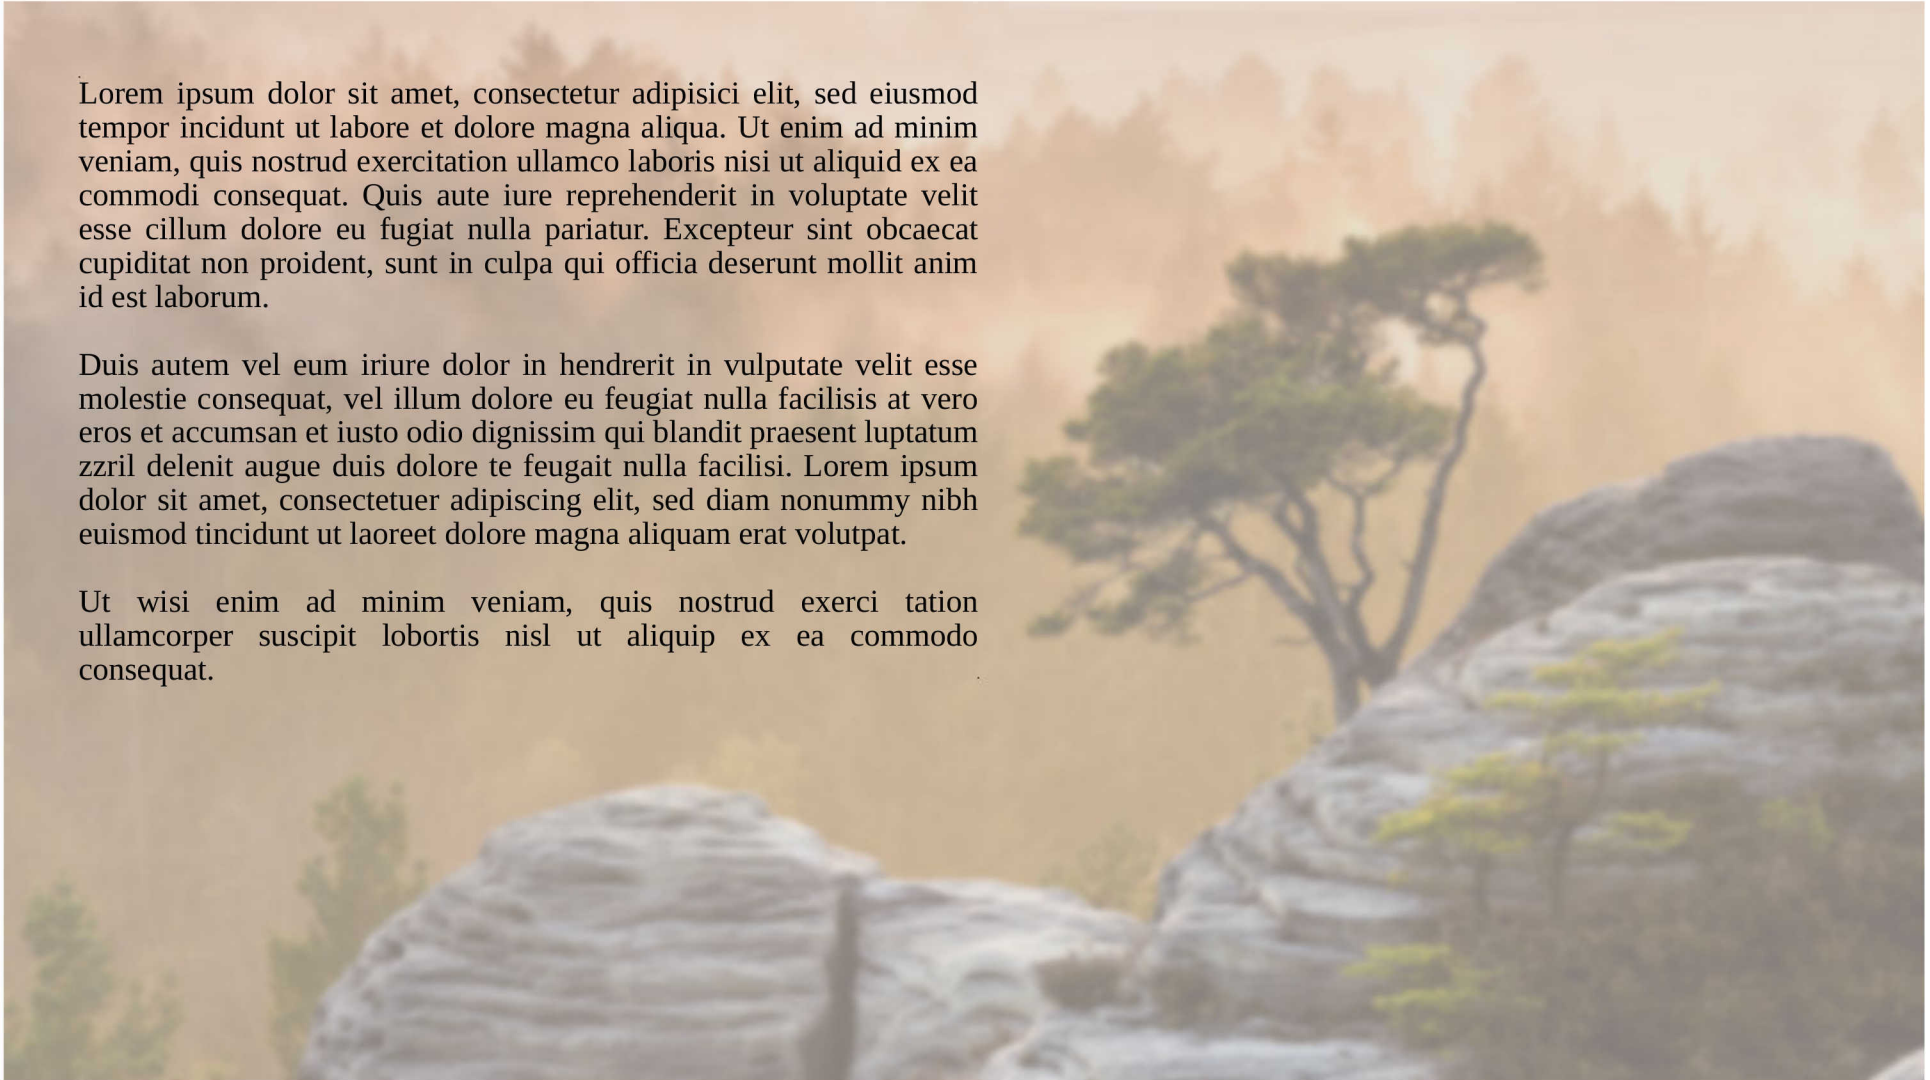 Lorem ipsum dolor sit amet, consectetur adipisici elit, sed eiusmod
tempor incidunt ut labore et dolore magna aliqua. Ut enim ad minim
veniam, quis nostrud exercitation ullamco laboris nisi ut aliquid ex ea
commodi consequat. Quis aute iure reprehenderit in voluptate velit
esse cillum dolore eu fugiat nulla pariatur. Excepteur sint obcaecat
cupiditat non proident, sunt in culpa qui officia deserunt mollit anim
id est laborum.
Duis autem vel eum iriure dolor in hendrerit in vulputate velit esse
molestie consequat, vel illum dolore eu feugiat nulla facilisis at vero
eros et accumsan et iusto odio dignissim qui blandit praesent luptatum
zzril delenit augue duis dolore te feugait nulla facilisi. Lorem ipsum
dolor sit amet, consectetuer adipiscing elit, sed diam nonummy nibh
euismod tincidunt ut laoreet dolore magna aliquam erat volutpat.
Ut wisi enim ad minim veniam, quis nostrud exerci tation
ullamcorper suscipit lobortis nisl ut aliquip ex ea commodo
consequat.